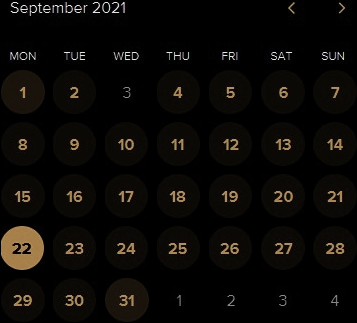 September 2021 < >
MON TUE WED THU FRI SAT SUN
1 2 3 4 5 6 7
8 9 10 11 12 13 14
15 16 17 18 19 20 21
22 23 24 25 26 27 28
29 30 31 1 2 3 4